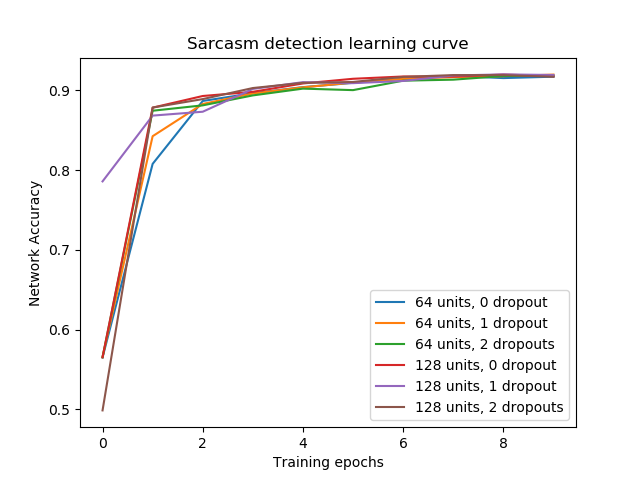 Sarcasm detection learning curve
Network Accuracy
0.9
0.8
0.7
0.6
0.5
64 units, 0 dropout
64 units, 1 dropout
64 units, 2 dropouts
128 units, 0 dropout
128 units, 1 dropout
128 units, 2 dropouts
0 2 4 6 8
Training epochs